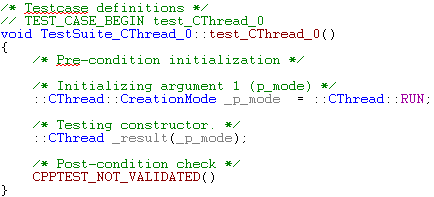 /* Testcase definitions */
// TEST_CASE_BEGIN test_CThread_0
void TestSuite_CThread_0::test_CThread_0()
{
/* Pre-condition initialization */
/* Initializing argument 1 (p_mode) */
::CThread::CreationMode _p_mode  = ::CThread::RUN;
/* Testing constructor. */
::CThread _result(_p_mode);
/* Post-condition check */
CPPTEST_NOT_VALIDATED()
}